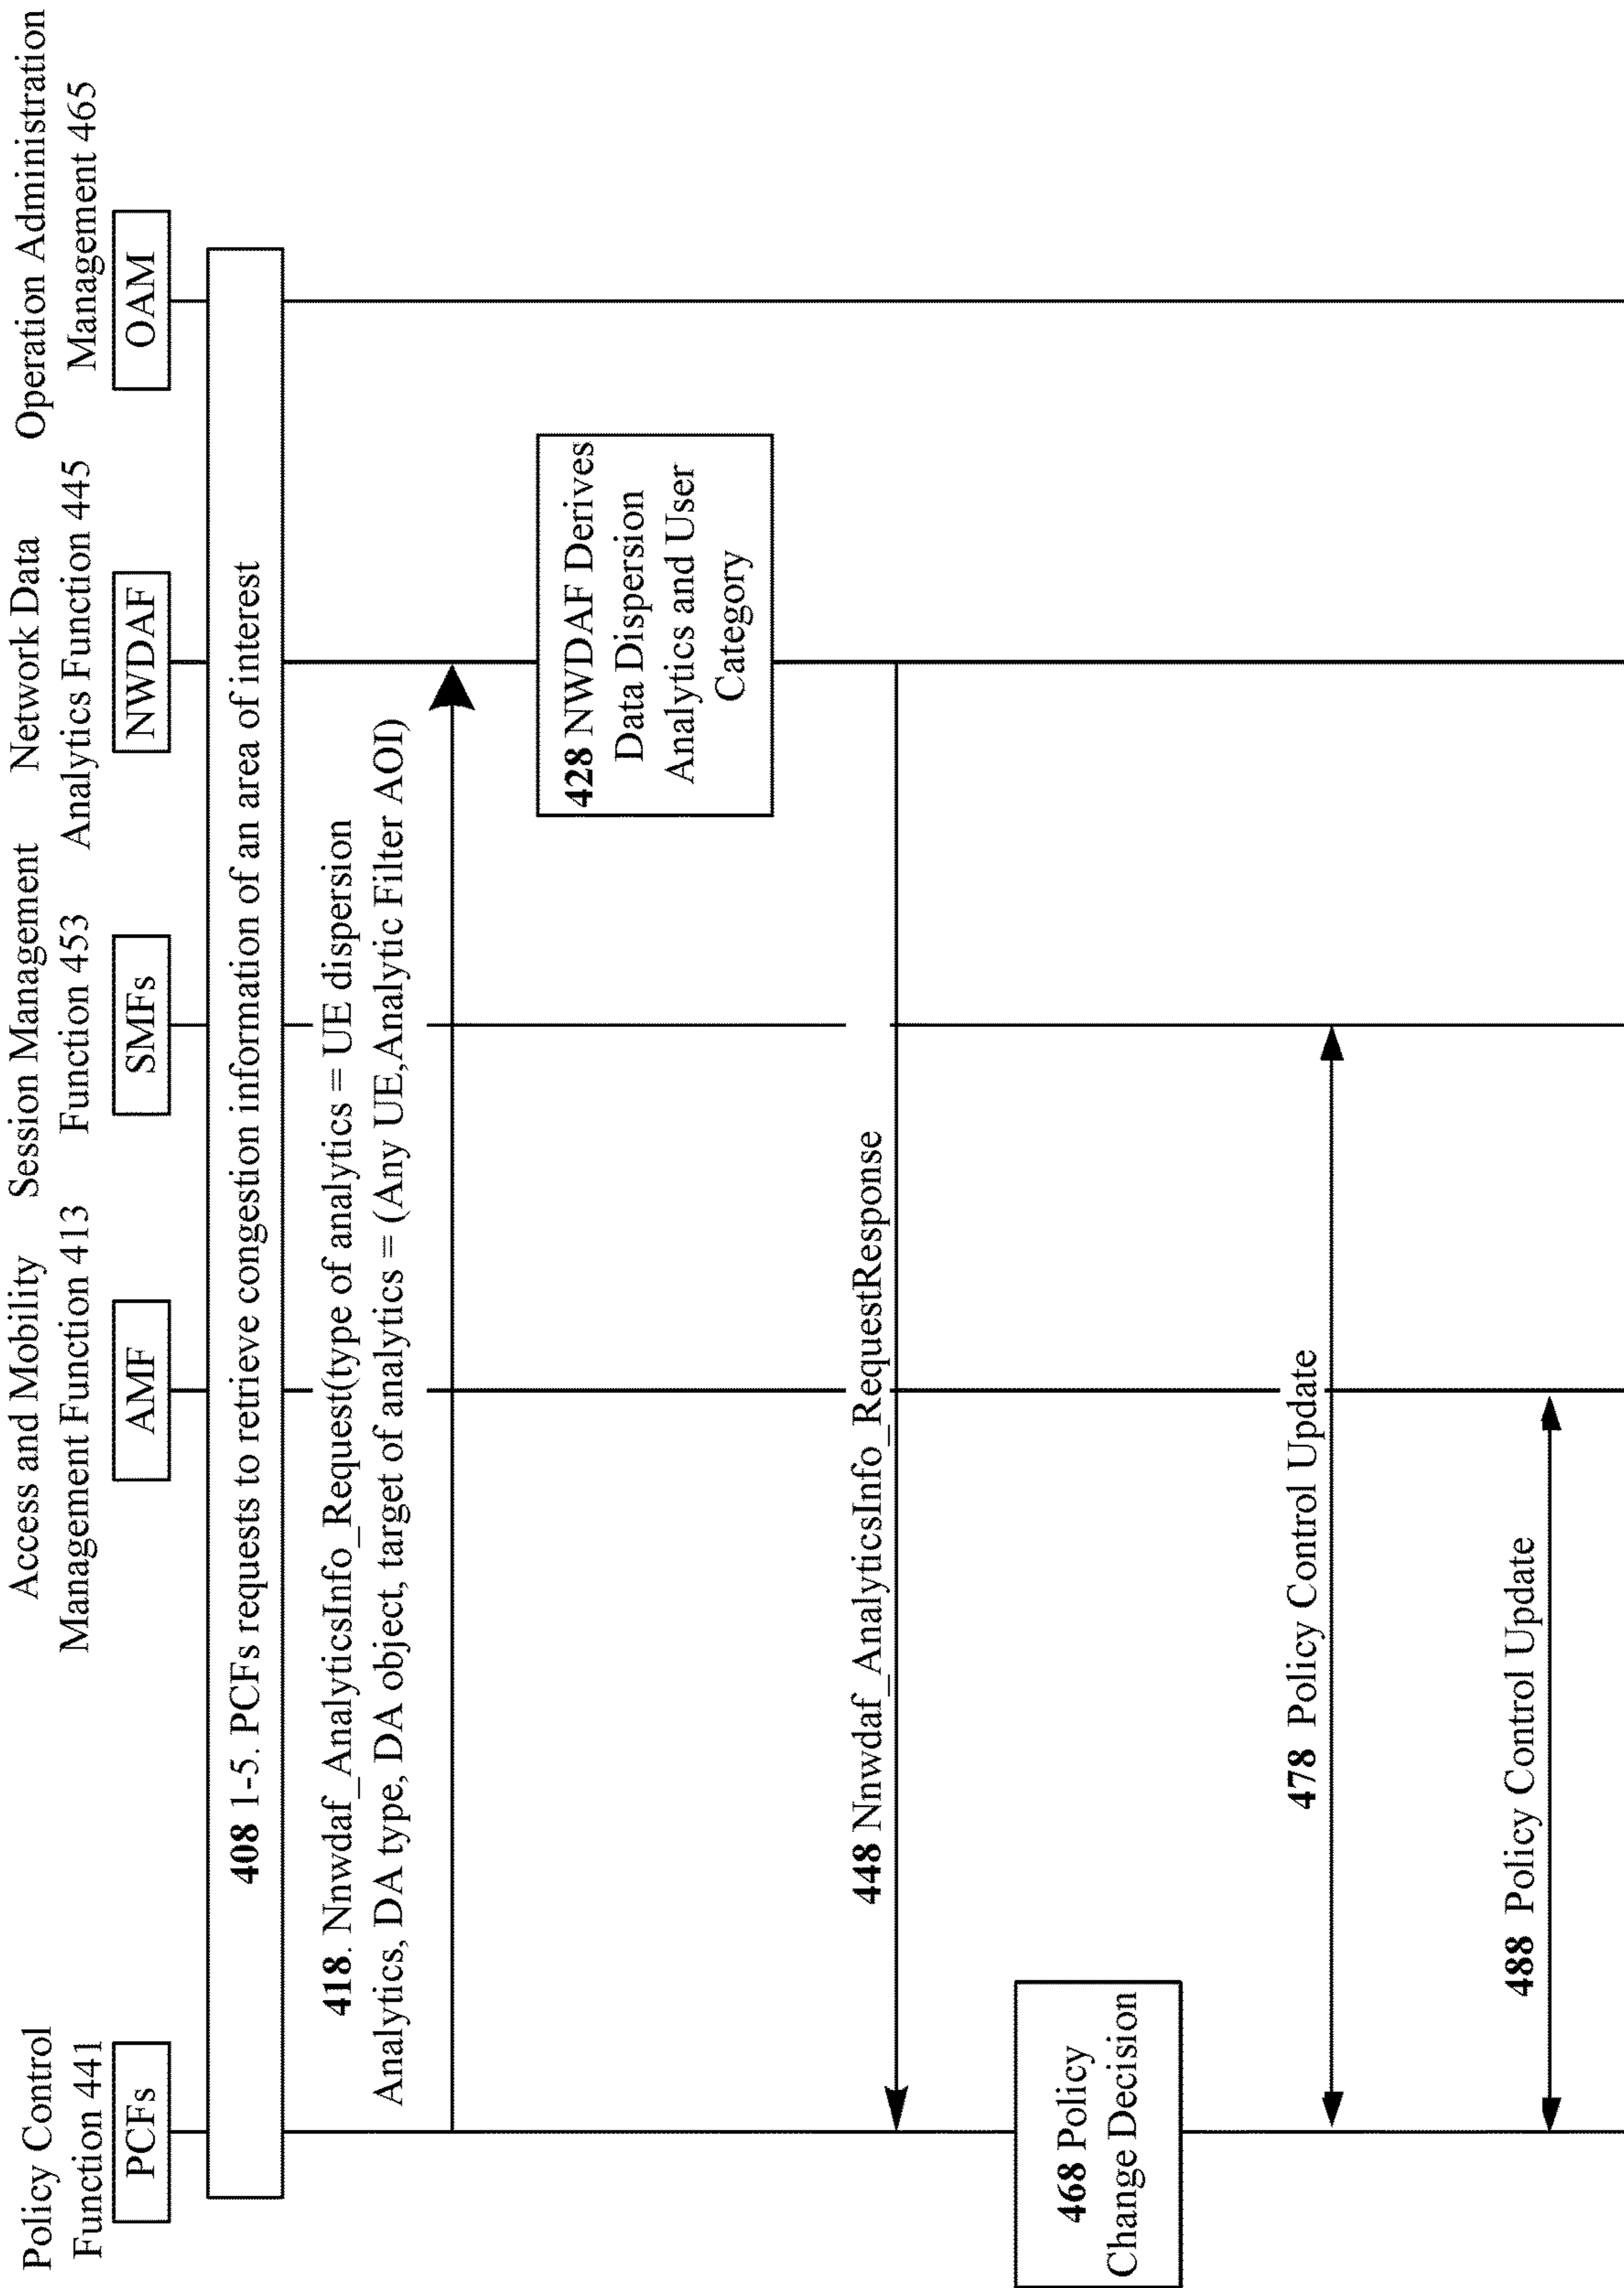 Policy Control
Function 441
PCFs
Access and Mobility
Management Function 413
AMF
Session Management
Function 453
SMFs
Network Data
Analytics Function 445
NWDAF
Operation Administration
Management 465
OAM
408 1-5. PCFs requests to retrieve congestion information of an area of interest
418. Nnwdaf_AnalyticsInfo_Request(type of analytics = UE dispersion
Analytics, DA type, DA object, target of analytics = (Any UE,Analytic Filter AOI)
428 NWDAF Derives
Data Dispersion
Analytics and User
Category
448 Nnwdaf_AnalyticsInfo_RequestResponse
468 Policy
Change Decision
478 Policy Control Update
488 Policy Control Update